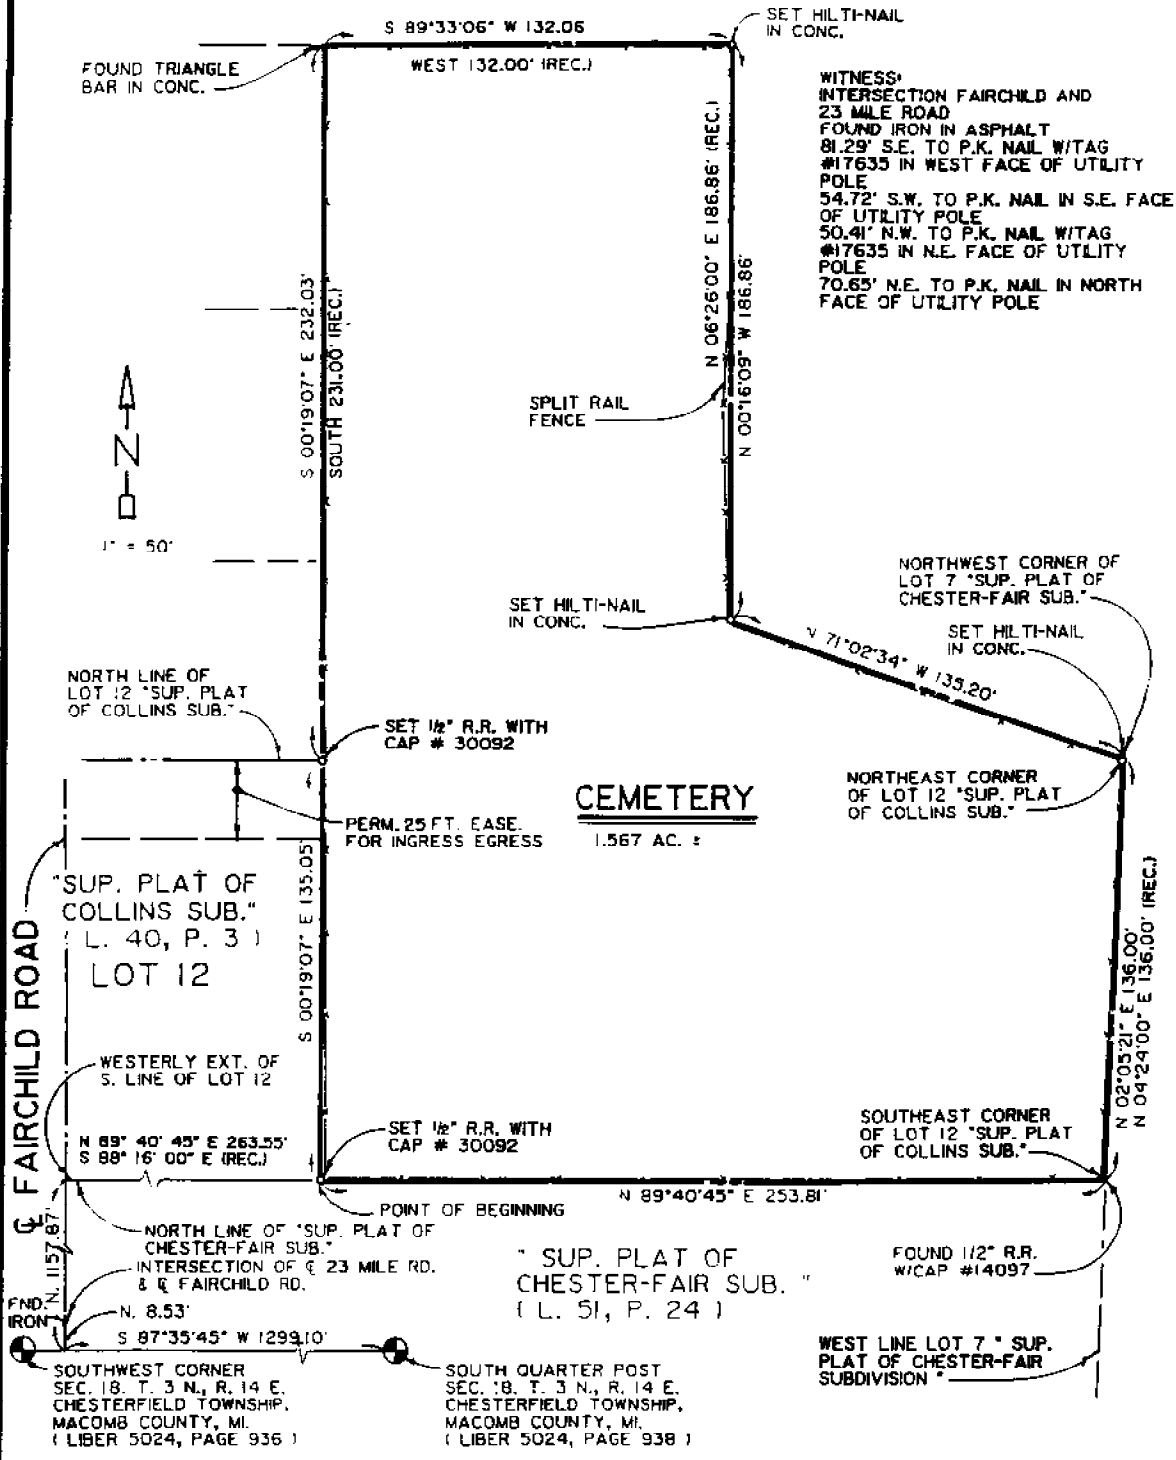 S 89°33'06" W 132.06
WEST 132.00' (REC.)
SET HILTI-NAIL
IN CONC.
FOUND TRIANGLE
BAR IN CONC.
WITNESS:
INTERSECTION FAIRCHILD AND
23 MILE ROAD
FOUND IRON IN ASPHALT
81.29' S.E. TO P.K. NAIL W/TAG
#17635 IN WEST FACE OF UTILITY
POLE
54.72' S.W. TO P.K. NAIL IN S.E. FACE
OF UTILITY POLE
50.41' N.W. TO P.K. NAIL W/TAG
#17635 IN N.E. FACE OF UTILITY
POLE
70.65' N.E. TO P.K. NAIL IN NORTH
FACE OF UTILITY POLE
N 06°26'00" E 186.86' (REC.)
N 00°16'09" W 186.86'
S 00°19'07" E 232.03'
SOUTH 231.00' (REC.)
SPLIT RAIL
FENCE
N
1" = 50'
NORTHWEST CORNER OF
LOT 7 "SUP. PLAT OF
CHESTER-FAIR SUB."
SET HILTI-NAIL
IN CONC.
SET HILTI-NAIL
IN CONC.
N 71°02'34" W 135.20'
NORTH LINE OF
LOT 12 "SUP. PLAT
OF COLLINS SUB."
SET 1/2" R.R. WITH
CAP # 30092
NORTHEAST CORNER
OF LOT 12 "SUP. PLAT
OF COLLINS SUB."
CEMETERY
1.567 AC. ±
PERM. 25 FT. EASE.
FOR INGRESS EGRESS
"SUP. PLAT OF
COLLINS SUB."
( L. 40, P. 3 )
LOT 12
S 00°19'07" E 135.05'
N 02°05'21" E 136.00'
N 04°24'00" E 136.00' (REC.)
℄ FAIRCHILD ROAD
WESTERLY EXT. OF
S. LINE OF LOT 12
N 89° 40' 45" E 263.55'
S 88° 16' 00" E (REC.)
SET 1/2" R.R. WITH
CAP # 30092
SOUTHEAST CORNER
OF LOT 12 "SUP. PLAT
OF COLLINS SUB."
N 89°40'45" E 253.81'
POINT OF BEGINNING
NORTH LINE OF "SUP. PLAT OF
CHESTER-FAIR SUB."
INTERSECTION OF ℄ 23 MILE RD.
& ℄ FAIRCHILD RD.
N. 1157.87'
" SUP. PLAT OF
CHESTER-FAIR SUB. "
( L. 51, P. 24 )
FOUND 1/2" R.R.
W/CAP #14097
FND.
IRON
N. 8.53'
S 87°35'45" W 1299.10'
WEST LINE LOT 7 " SUP.
PLAT OF CHESTER-FAIR
SUBDIVISION "
SOUTHWEST CORNER
SEC. 18. T. 3 N., R. 14 E.
CHESTERFIELD TOWNSHIP,
MACOMB COUNTY, MI.
( LIBER 5024, PAGE 936 )
SOUTH QUARTER POST
SEC. 18. T. 3 N., R. 14 E.
CHESTERFIELD TOWNSHIP,
MACOMB COUNTY, MI.
( LIBER 5024, PAGE 938 )